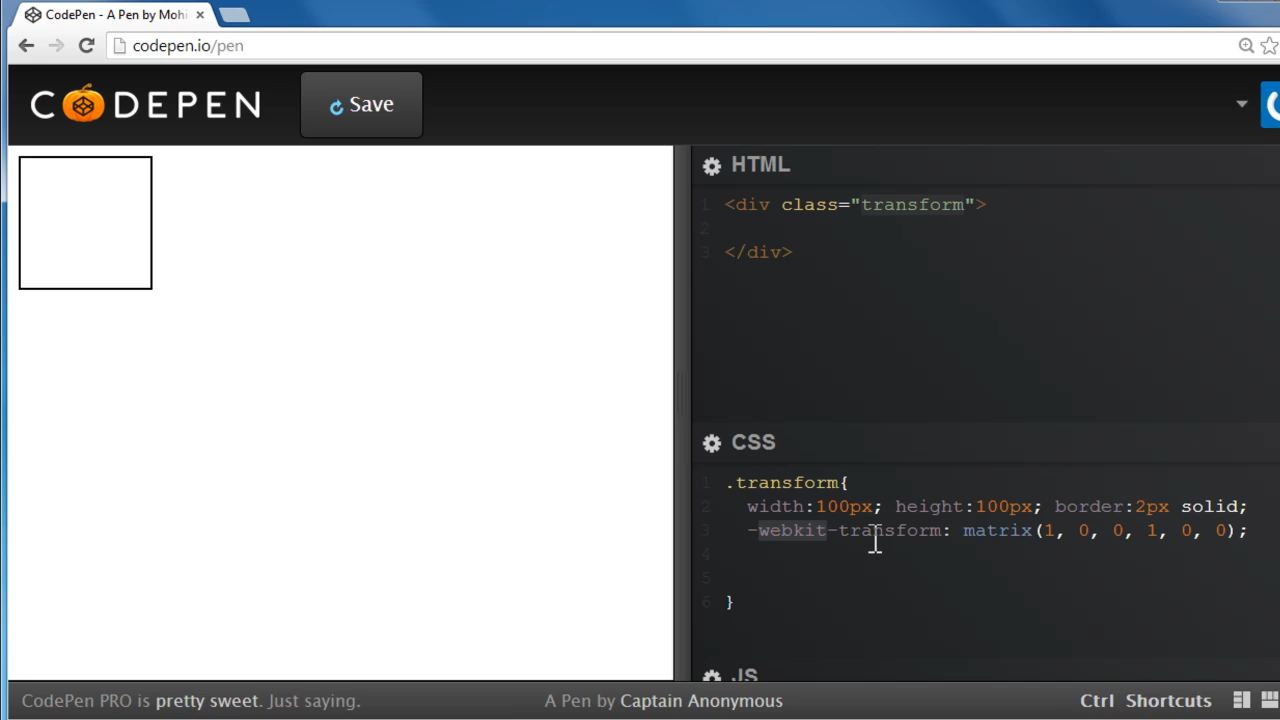 CodePen - A Pen by Mohi
codepen.io/pen
CODEPEN
Save
HTML
1 <div class="transform">
2
3 </div>
CSS
1 .transform{
2 width:100px; height:100px; border:2px solid;
3 -webkit-transform: matrix(1, 0, 0, 1, 0, 0);
4
5
6 }
JS
CodePen PRO is pretty sweet. Just saying.
A Pen by Captain Anonymous
Ctrl Shortcuts